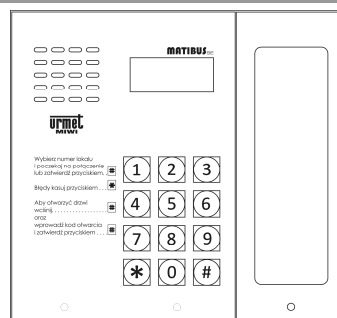 MATIBUS SE
urmet
MIWI
Wybierz numer lokalu
i poczekaj na połączenie
lub zatwierdź przyciskiem. #
Błędy kasuj przyciskiem . . . *
Aby otworzyć drzwi
wciśnij. . . . . . . . . . . . . . . #
oraz
wprowadź kod otwarcia
i zatwierdź przyciskiem . . . #
1 2 3
4 5 6
7 8 9
* 0 #